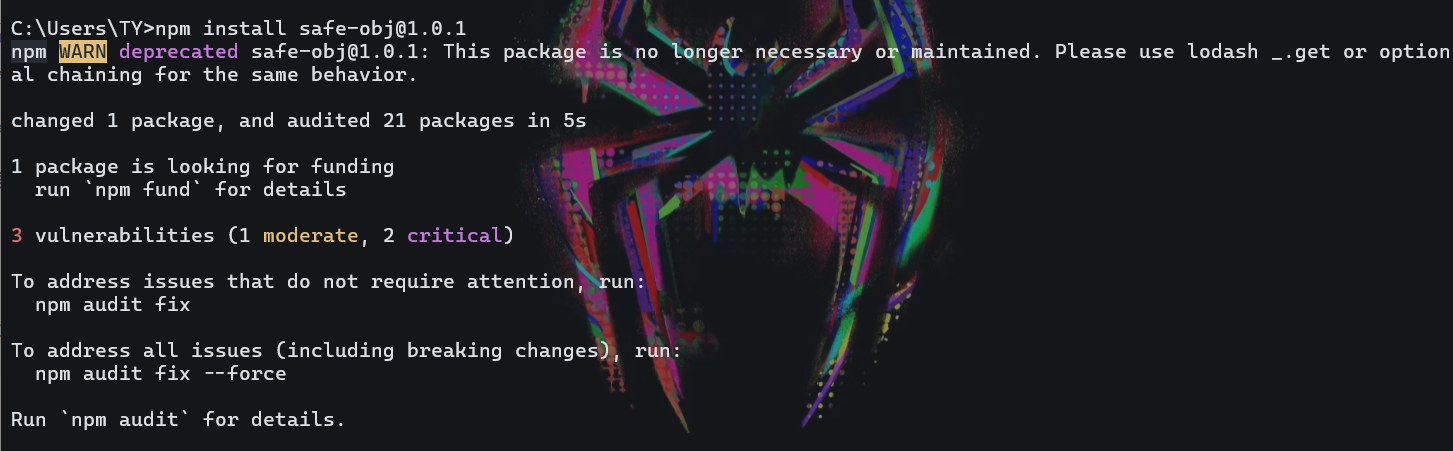 C:\Users\TY>npm install safe-obj@1.0.1
npm WARN deprecated safe-obj@1.0.1: This package is no longer necessary or maintained. Please use lodash _.get or option
al chaining for the same behavior.
changed 1 package, and audited 21 packages in 5s
1 package is looking for funding
  run `npm fund` for details
3 vulnerabilities (1 moderate, 2 critical)
To address issues that do not require attention, run:
  npm audit fix
To address all issues (including breaking changes), run:
  npm audit fix --force
Run `npm audit` for details.